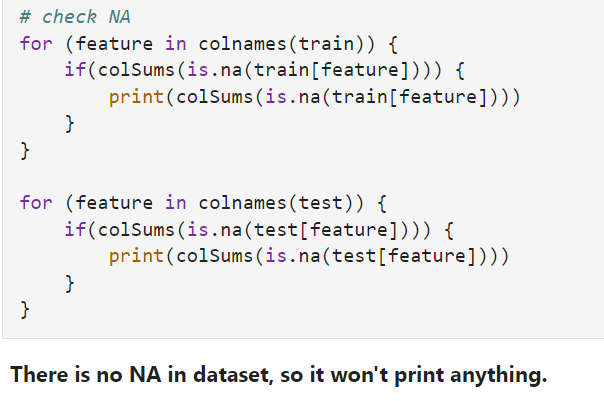 # check NA
for (feature in colnames(train)) {
    if(colSums(is.na(train[feature]))) {
        print(colSums(is.na(train[feature])))
    }
}

for (feature in colnames(test)) {
    if(colSums(is.na(test[feature]))) {
        print(colSums(is.na(test[feature])))
    }
}
There is no NA in dataset, so it won't print anything.